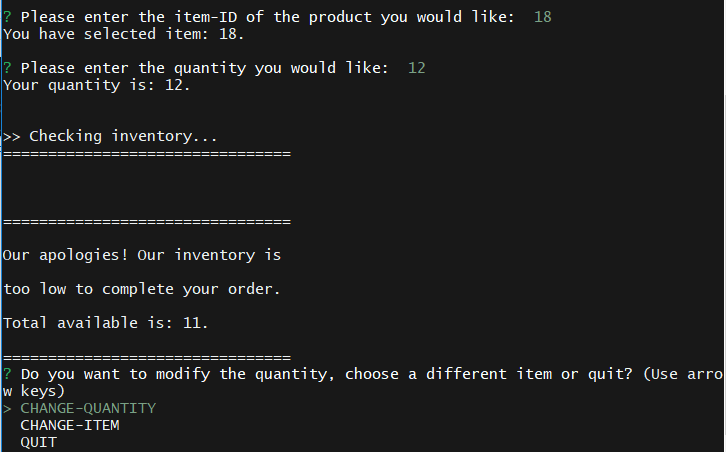 ? Please enter the item-ID of the product you would like:  18
You have selected item: 18.
? Please enter the quantity you would like:  12
Your quantity is: 12.
>> Checking inventory...
================================
================================
Our apologies! Our inventory is
too low to complete your order.
Total available is: 11.
================================
? Do you want to modify the quantity, choose a different item or quit? (Use arro
w keys)
> CHANGE-QUANTITY
  CHANGE-ITEM
  QUIT